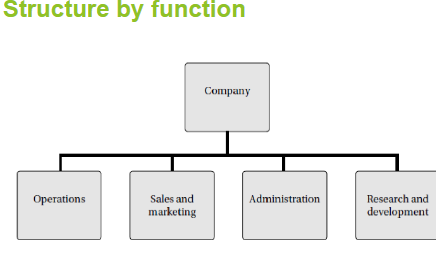 Structure by function
Company
Operations
Sales and
marketing
Administration
Research and
development